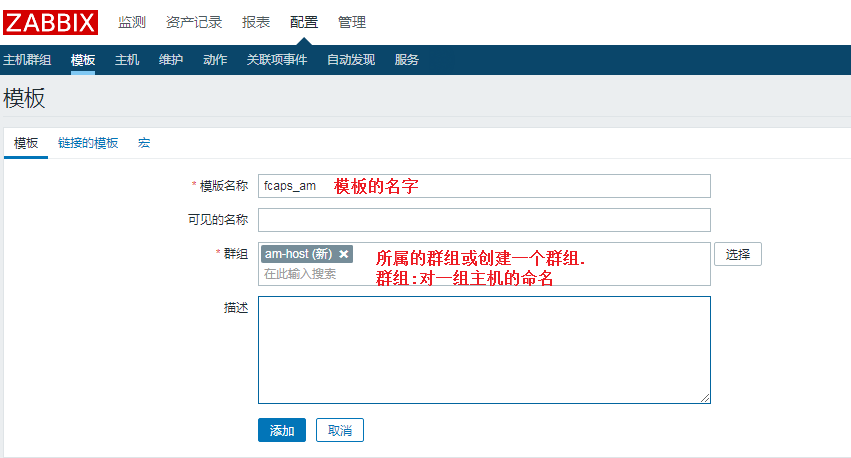 ZABBIX 监测 资产记录 报表 配置 管理
主机群组 模板 主机 维护 动作 关联项事件 自动发现 服务
模板
模板 链接的模板 宏
* 模版名称 fcaps_am 模板的名字
可见的名称
* 群组 am-host (新) × 所属的群组或创建一个群组. 选择
在此输入搜索 群组:对一组主机的命名
描述
添加 取消